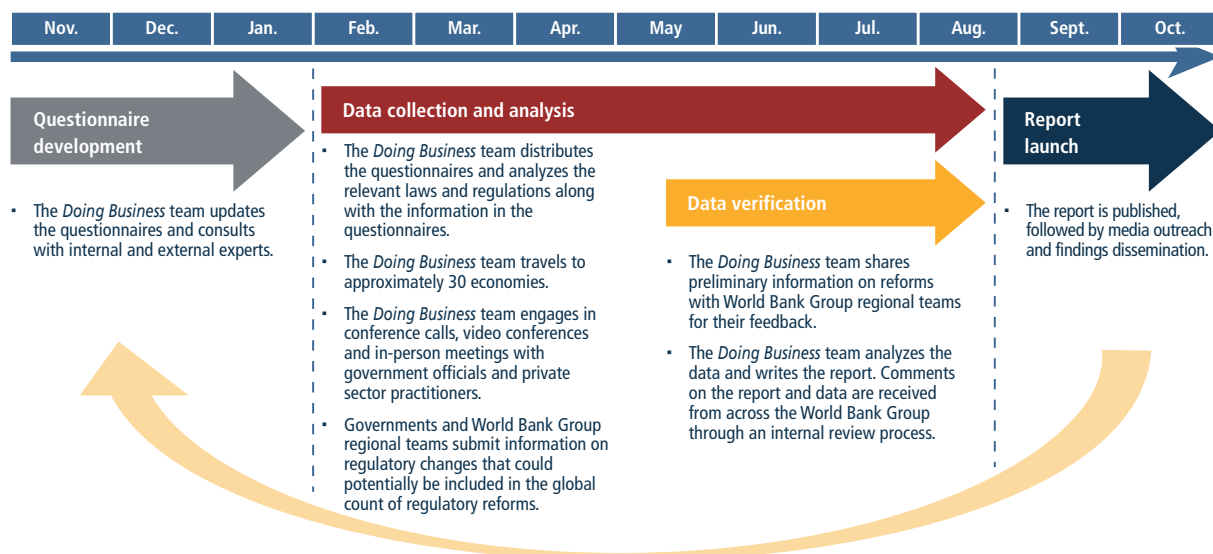 Nov. Dec. Jan. Feb. Mar. Apr. May Jun. Jul. Aug. Sept. Oct.
Questionnaire
development
▪ The Doing Business team updates
the questionnaires and consults
with internal and external experts.
Data collection and analysis
▪ The Doing Business team distributes
the questionnaires and analyzes the
relevant laws and regulations along
with the information in the
questionnaires.
▪ The Doing Business team travels to
approximately 30 economies.
▪ The Doing Business team engages in
conference calls, video conferences
and in-person meetings with
government officials and private
sector practitioners.
▪ Governments and World Bank Group
regional teams submit information on
regulatory changes that could
potentially be included in the global
count of regulatory reforms.
Data verification
▪ The Doing Business team shares
preliminary information on reforms
with World Bank Group regional teams
for their feedback.
▪ The Doing Business team analyzes the
data and writes the report. Comments
on the report and data are received
from across the World Bank Group
through an internal review process.
Report
launch
▪ The report is published,
followed by media outreach
and findings dissemination.